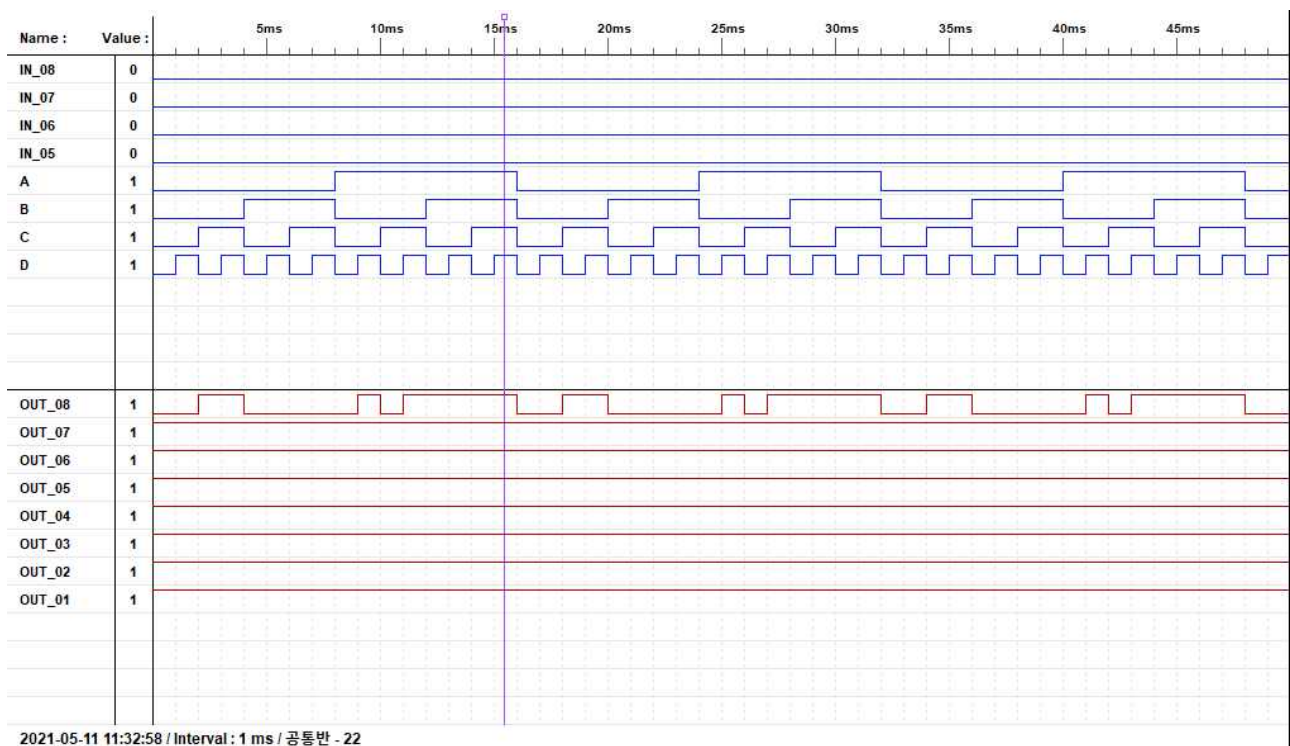 5ms 10ms 15ms 20ms 25ms 30ms 35ms 40ms 45ms
Name : Value :
IN_08 0
IN_07 0
IN_06 0
IN_05 0
A 1
B 1
C 1
D 1
OUT_08 1
OUT_07 1
OUT_06 1
OUT_05 1
OUT_04 1
OUT_03 1
OUT_02 1
OUT_01 1
2021-05-11 11:32:58 / Interval : 1 ms / 공통반 - 22